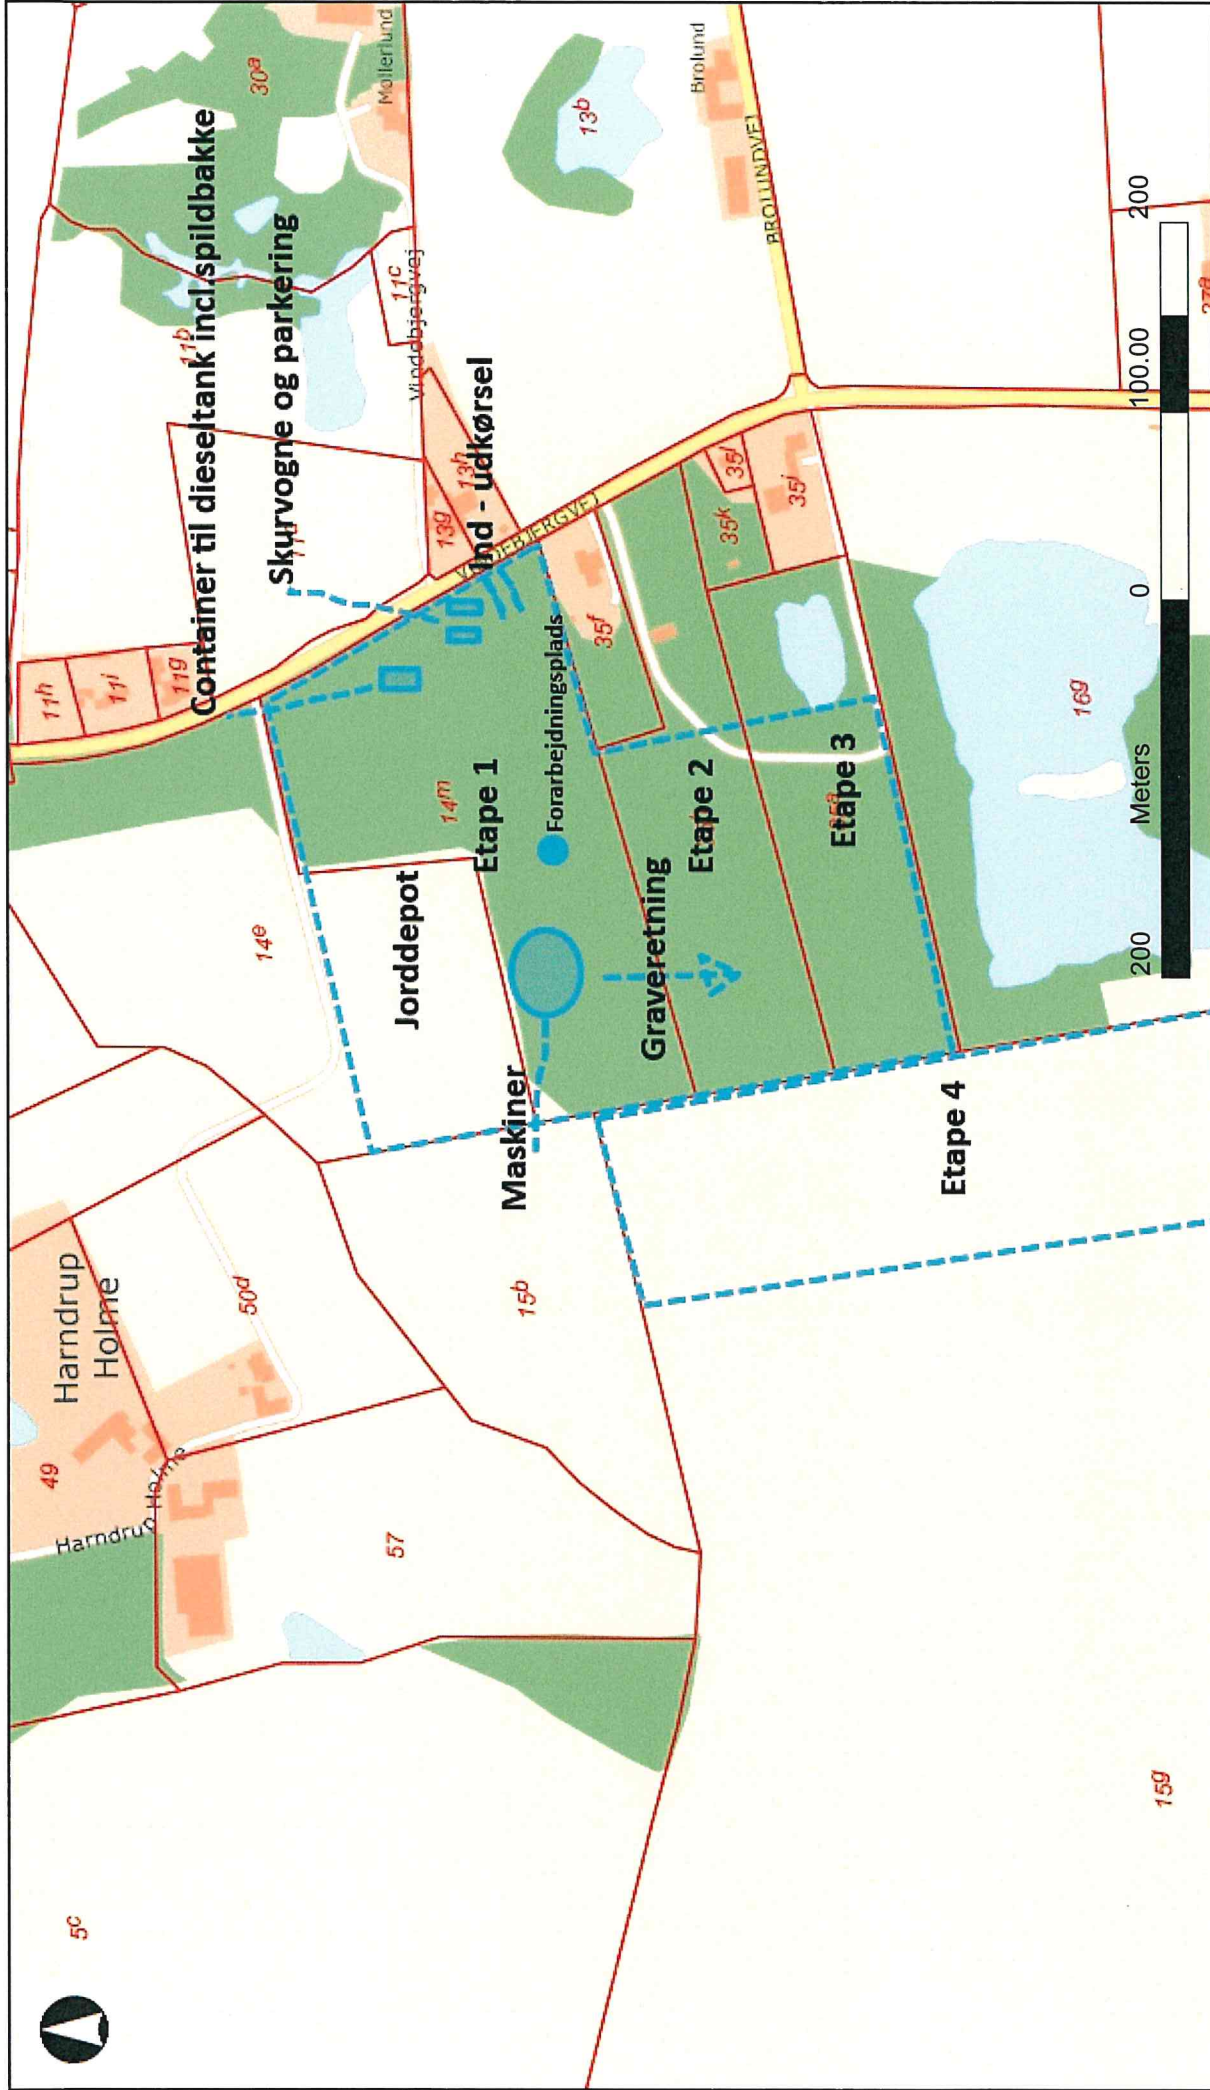 5c
49
Harndrup
Holme
Harndrup Holme
50d
57
15b
15g
14e
11h
11i
11g
11b
30a
Møllerlund
11c
Vindebjergvej
13g
13h
13b
Brolund
BROLUNDVEJ
Container til dieseltank incl.spildbakke
Skurvogne og parkering
Ind - udkørsel
14m
Jorddepot
Etape 1
Forarbejdningsplads
Maskiner
Graveretning
Etape 2
Etape 3
Etape 4
35f
35k
35l
35i
16g
27a
200 0 100.00 200
Meters